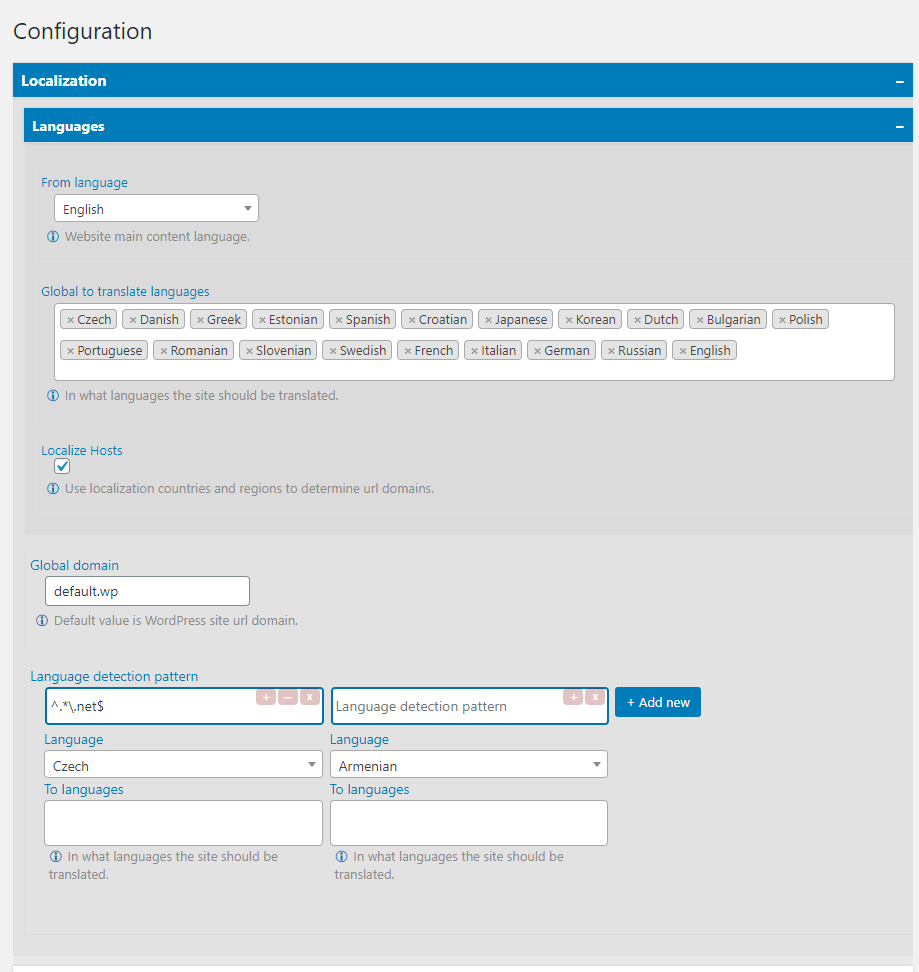 Configuration
Localization –
Languages –
From language
English
Website main content language.
Global to translate languages
× Czech × Danish × Greek × Estonian × Spanish × Croatian × Japanese × Korean × Dutch × Bulgarian × Polish
× Portuguese × Romanian × Slovenian × Swedish × French × Italian × German × Russian × English
In what languages the site should be translated.
Localize Hosts
Use localization countries and regions to determine url domains.
Global domain
default.wp
Default value is WordPress site url domain.
Language detection pattern
^.*\.net$ + – x Language detection pattern + x + Add new
Language Language
Czech Armenian
To languages To languages
In what languages the site should be In what languages the site should be
translated. translated.